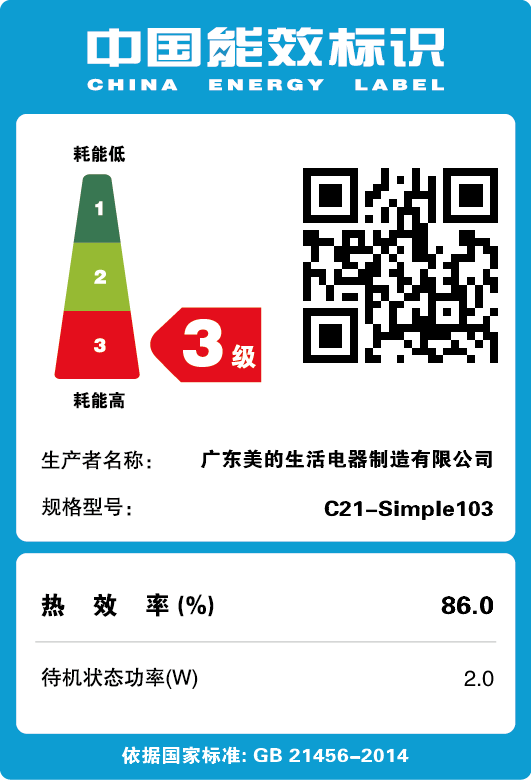 中国能效标识
CHINA ENERGY LABEL
耗能低
1
2
3
3级
耗能高
生产者名称: 广东美的生活电器制造有限公司
规格型号: C21-Simple103
热 效 率(%) 86.0
待机状态功率(W) 2.0
依据国家标准: GB 21456-2014